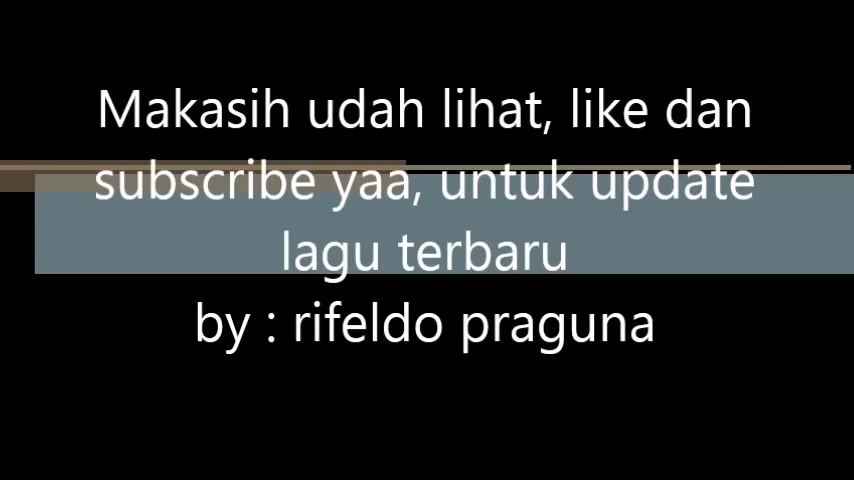 Makasih udah lihat, like dan
subscribe yaa, untuk update
lagu terbaru
by : rifeldo praguna